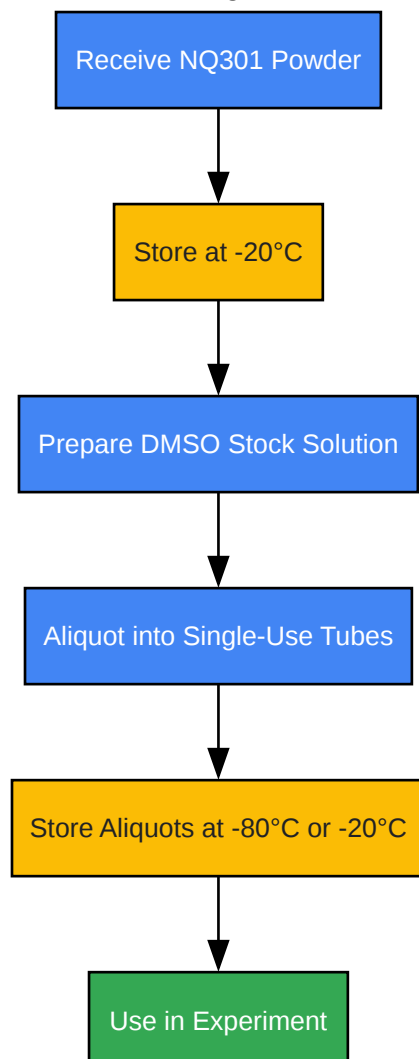 Receive NQ301 Powder
Store at -20°C
Prepare DMSO Stock Solution
Aliquot into Single-Use Tubes
Store Aliquots at -80°C or -20°C
Use in Experiment